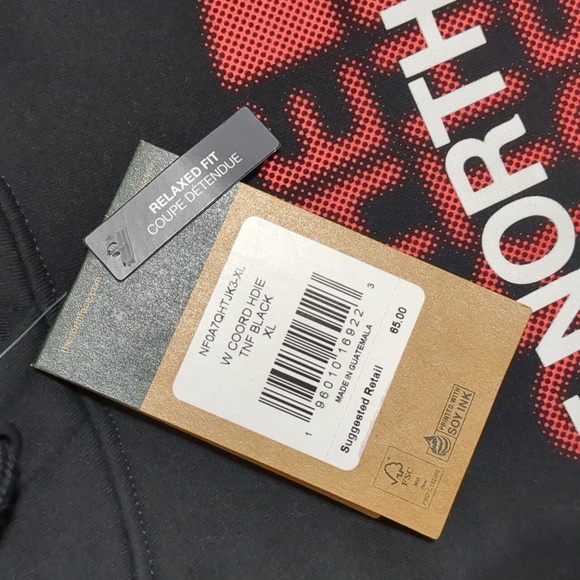 NORTH
RELAXED FIT
COUPE DÉTENDUE
NF0A7QHTJK3-XL
W COORD HDIE
TNF BLACK
XL
1 96010 16922 3
MADE IN GUATEMALA
Suggested Retail
65.00
PRINTED WITH
SOY INK
FSC
MIX